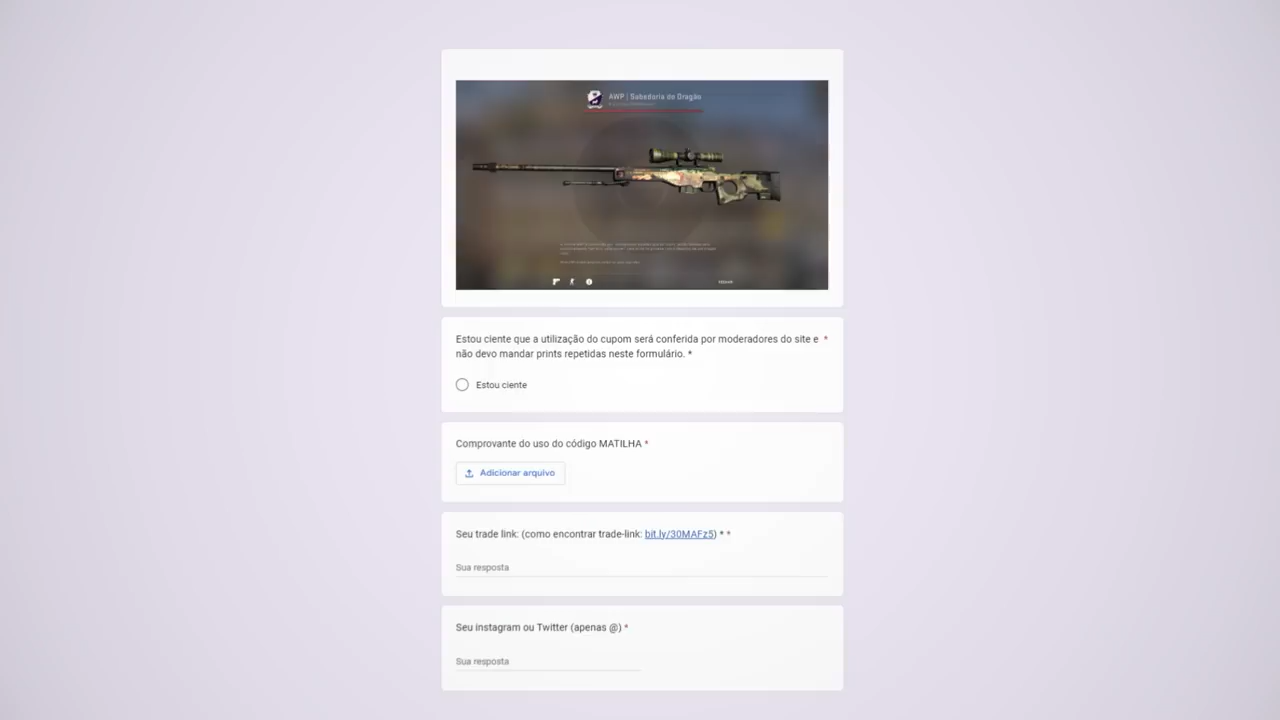 AWP | Sabedoria do Dragão
Estou ciente que a utilização do cupom será conferida por moderadores do site e *
não devo mandar prints repetidas neste formulário. *
Estou ciente
Comprovante do uso do código MATILHA *
Adicionar arquivo
Seu trade link: (como encontrar trade-link: bit.ly/30MAFz5) * *
Sua resposta
Seu instagram ou Twitter (apenas @) *
Sua resposta